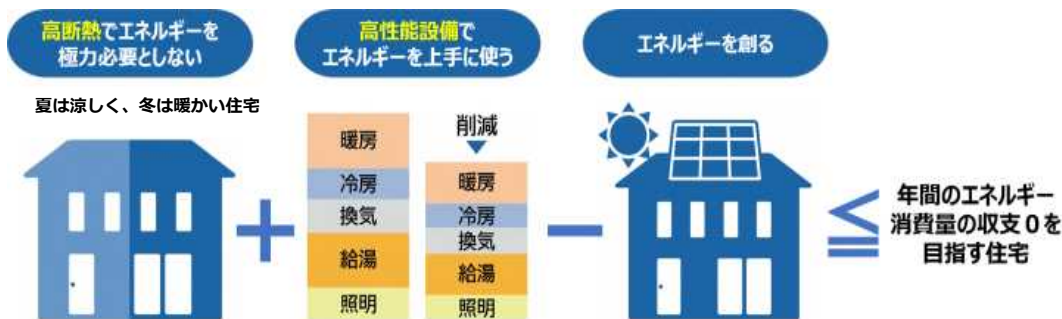 高断熱でエネルギーを
極力必要としない
夏は涼しく、冬は暖かい住宅
高性能設備で
エネルギーを上手に使う
暖房
冷房
換気
給湯
照明
削減
暖房
冷房
換気
給湯
照明
エネルギーを創る
年間のエネルギー
消費量の収支0を
目指す住宅